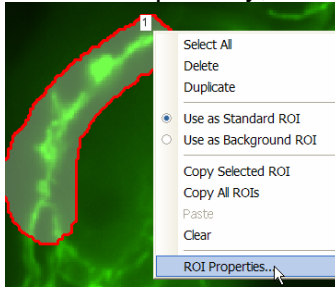 1
Select All
Delete
Duplicate
Use as Standard ROI
Use as Background ROI
Copy Selected ROI
Copy All ROIs
Paste
Clear
ROI Properties...